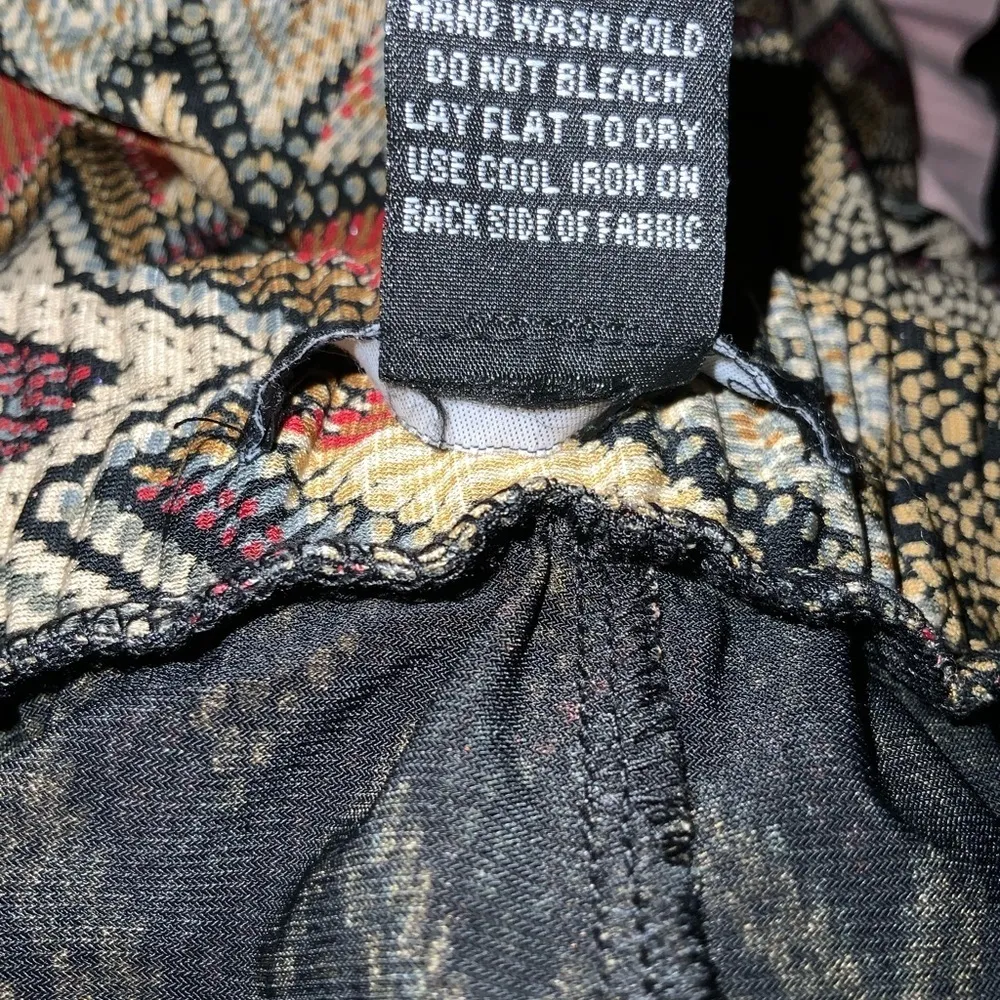 HAND WASH COLD
DO NOT BLEACH
LAY FLAT TO DRY
USE COOL IRON ON
BACK SIDE OF FABRIC